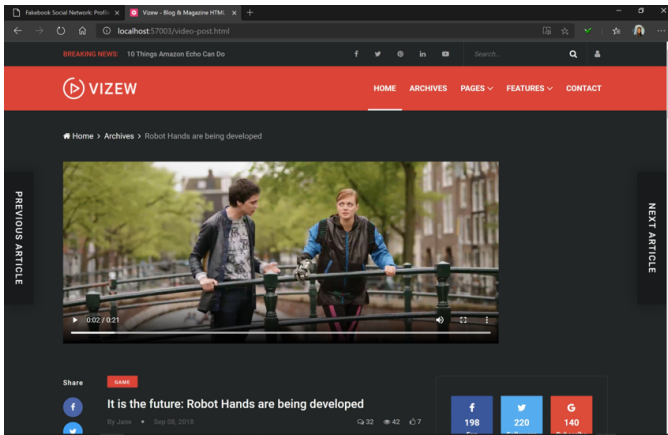 Fakebook Social Network: Profil
Vizew - Blog & Magazine HTML
localhost:57003/video-post.html
BREAKING NEWS: 10 Things Amazon Echo Can Do
Search...
VIZEW
HOME ARCHIVES PAGES FEATURES CONTACT
Home > Archives > Robot Hands are being developed
PREVIOUS ARTICLE
NEXT ARTICLE
0:02 / 0:21
Share
GAME
It is the future: Robot Hands are being developed
By Jane • Sep 08, 2018
32 42 7
198 220 140